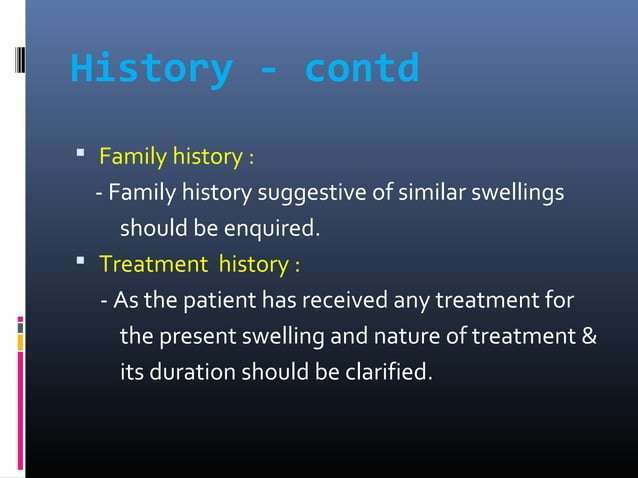 History - contd
▪ Family history :
- Family history suggestive of similar swellings
should be enquired.
▪ Treatment history :
- As the patient has received any treatment for
the present swelling and nature of treatment &
its duration should be clarified.